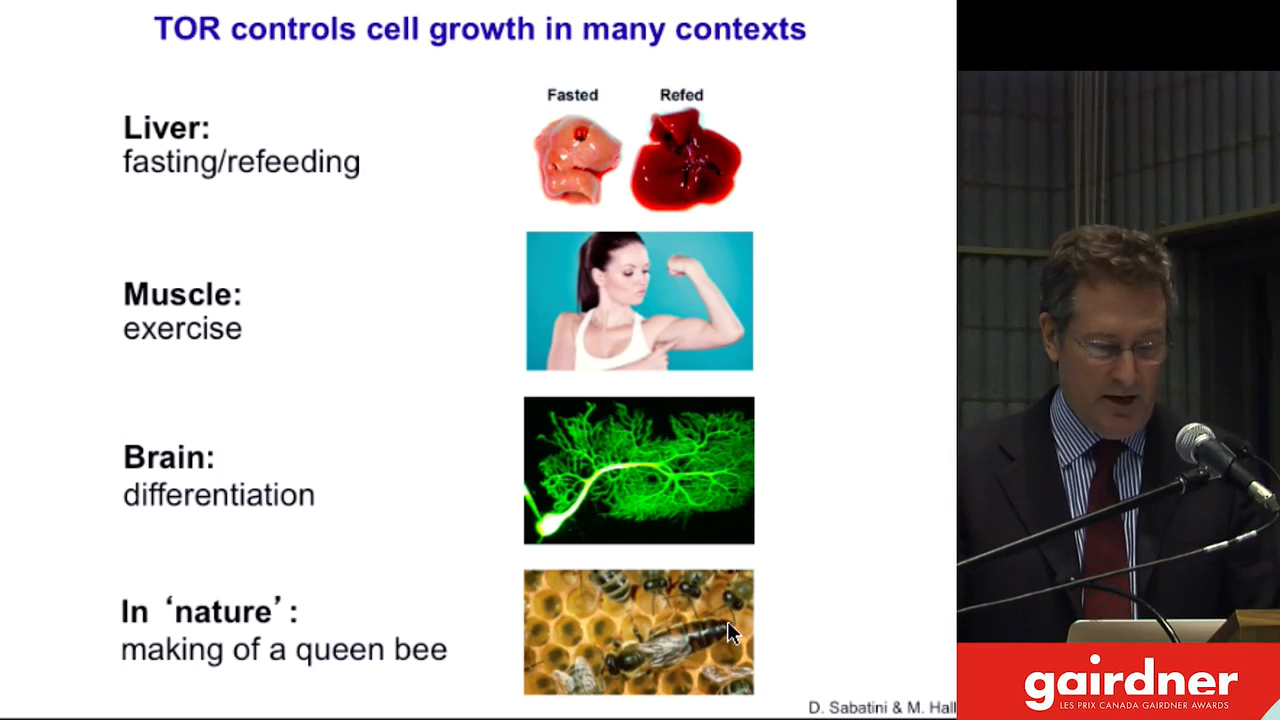 TOR controls cell growth in many contexts
Fasted Refed
Liver:
fasting/refeeding
Muscle:
exercise
Brain:
differentiation
In ‘nature’:
making of a queen bee
D. Sabatini & M. Hall
gairdner
LES PRIX CANADA GAIRDNER AWARDS